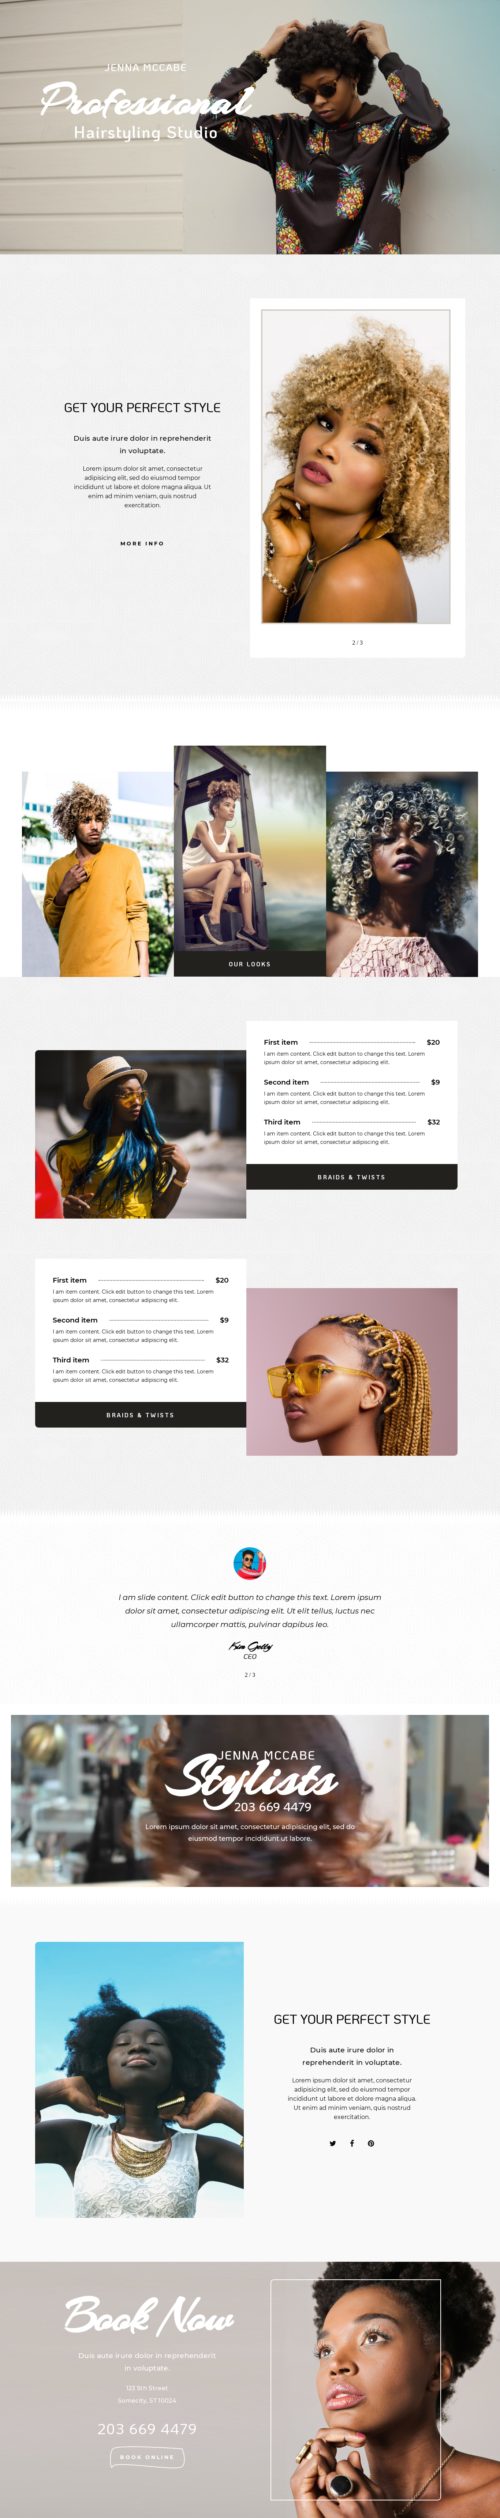 JENNA MCCABE
Professional
Hairstyling Studio
GET YOUR PERFECT STYLE
Duis aute irure dolor in reprehenderit
in voluptate.
Lorem ipsum dolor sit amet, consectetur
adipisicing elit, sed do eiusmod tempor
incididunt ut labore et dolore magna aliqua. Ut
enim ad minim veniam, quis nostrud
exercitation.
MORE INFO
2 / 3
OUR LOOKS
First item $20
I am item content. Click edit button to change this text. Lorem
ipsum dolor sit amet, consectetur adipiscing elit.
Second item $9
I am item content. Click edit button to change this text. Lorem
ipsum dolor sit amet, consectetur adipiscing elit.
Third item $32
I am item content. Click edit button to change this text. Lorem
ipsum dolor sit amet, consectetur adipiscing elit.
BRAIDS & TWISTS
First item $20
I am item content. Click edit button to change this text. Lorem
ipsum dolor sit amet, consectetur adipiscing elit.
Second item $9
I am item content. Click edit button to change this text. Lorem
ipsum dolor sit amet, consectetur adipiscing elit.
Third item $32
I am item content. Click edit button to change this text. Lorem
ipsum dolor sit amet, consectetur adipiscing elit.
BRAIDS & TWISTS
I am slide content. Click edit button to change this text. Lorem ipsum
dolor sit amet, consectetur adipiscing elit. Ut elit tellus, luctus nec
ullamcorper mattis, pulvinar dapibus leo.
Kim Golly
CEO
2 / 3
JENNA MCCABE
Stylists
203 669 4479
Lorem ipsum dolor sit amet, consectetur adipisicing elit, sed do
eiusmod tempor incididunt ut labore.
GET YOUR PERFECT STYLE
Duis aute irure dolor in
reprehenderit in voluptate.
Lorem ipsum dolor sit amet, consectetur
adipisicing elit, sed do eiusmod tempor
incididunt ut labore et dolore magna aliqua.
Ut enim ad minim veniam, quis nostrud
exercitation.
Book Now
Duis aute irure dolor in reprehenderit
in voluptate.
123 5th Street
Somecity, ST 70024
203 669 4479
BOOK ONLINE